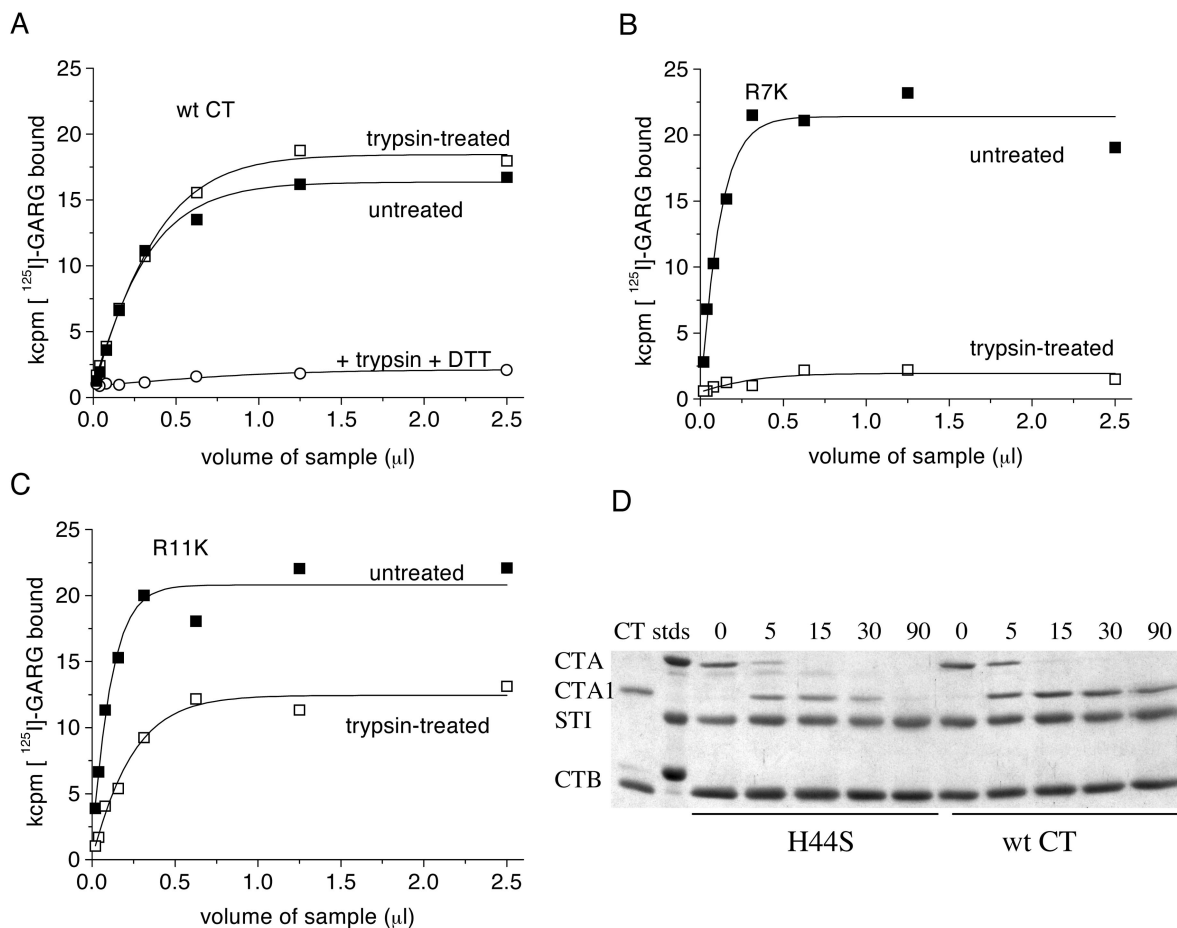 A
25
20
15
10
5
0
0.0 0.5 1.0 1.5 2.0 2.5
kcpm [ ¹²⁵I]-GARG bound
volume of sample (µl)
wt CT
trypsin-treated
untreated
+ trypsin + DTT
B
25
20
15
10
5
0
0.0 0.5 1.0 1.5 2.0 2.5
kcpm [ ¹²⁵I]-GARG bound
volume of sample (µl)
R7K
untreated
trypsin-treated
C
25
20
15
10
5
0
0.0 0.5 1.0 1.5 2.0 2.5
kcpm [ ¹²⁵I]-GARG bound
volume of sample (µl)
R11K
untreated
trypsin-treated
D
CT stds 0 5 15 30 90 0 5 15 30 90
CTA
CTA1
STI
CTB
H44S wt CT